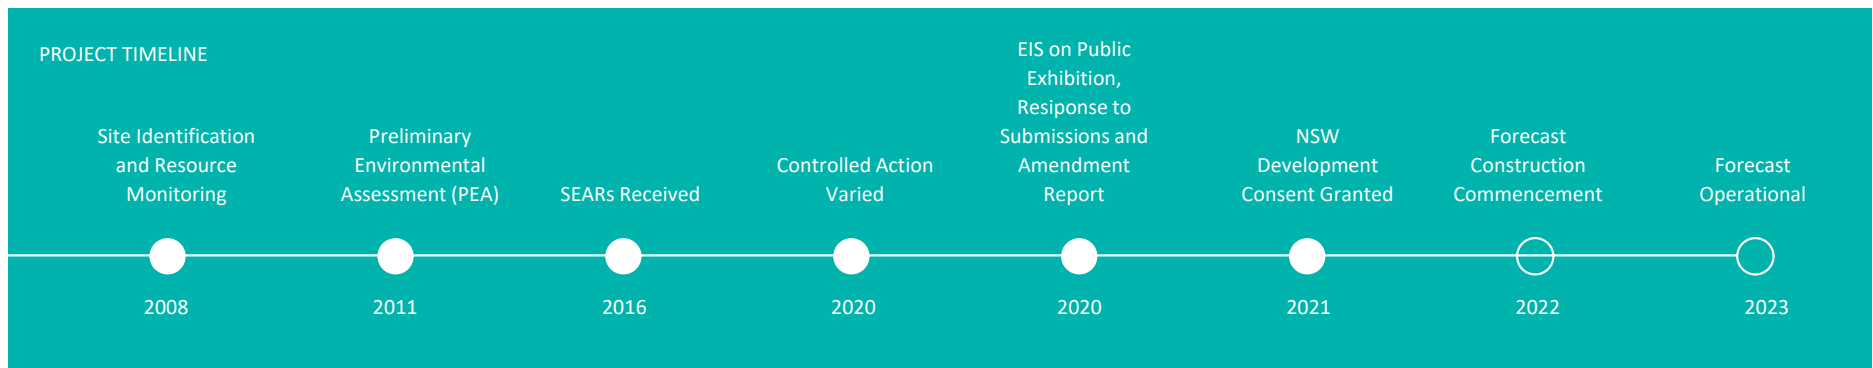 PROJECT TIMELINE
Site Identification
and Resource
Monitoring
2008
Preliminary
Environmental
Assessment (PEA)
2011
SEARs Received
2016
Controlled Action
Varied
2020
EIS on Public
Exhibition,
Resiponse to
Submissions and
Amendment
Report
2020
NSW
Development
Consent Granted
2021
Forecast
Construction
Commencement
2022
Forecast
Operational
2023